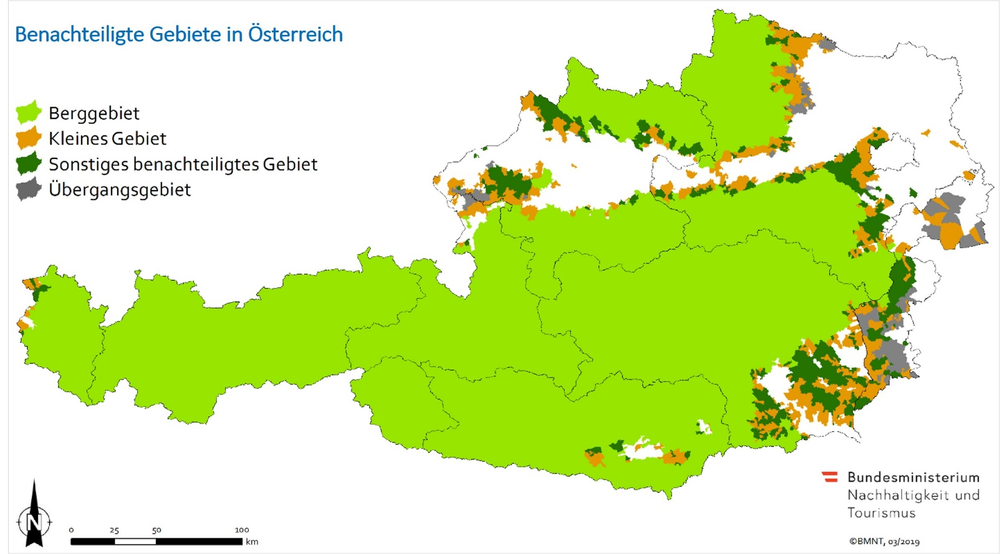 Benachteiligte Gebiete in Österreich
Berggebiet
Kleines Gebiet
Sonstiges benachteiligtes Gebiet
Übergangsgebiet
N
0 25 50 100
km
Bundesministerium
Nachhaltigkeit und
Tourismus
©BMNT, 03/2019